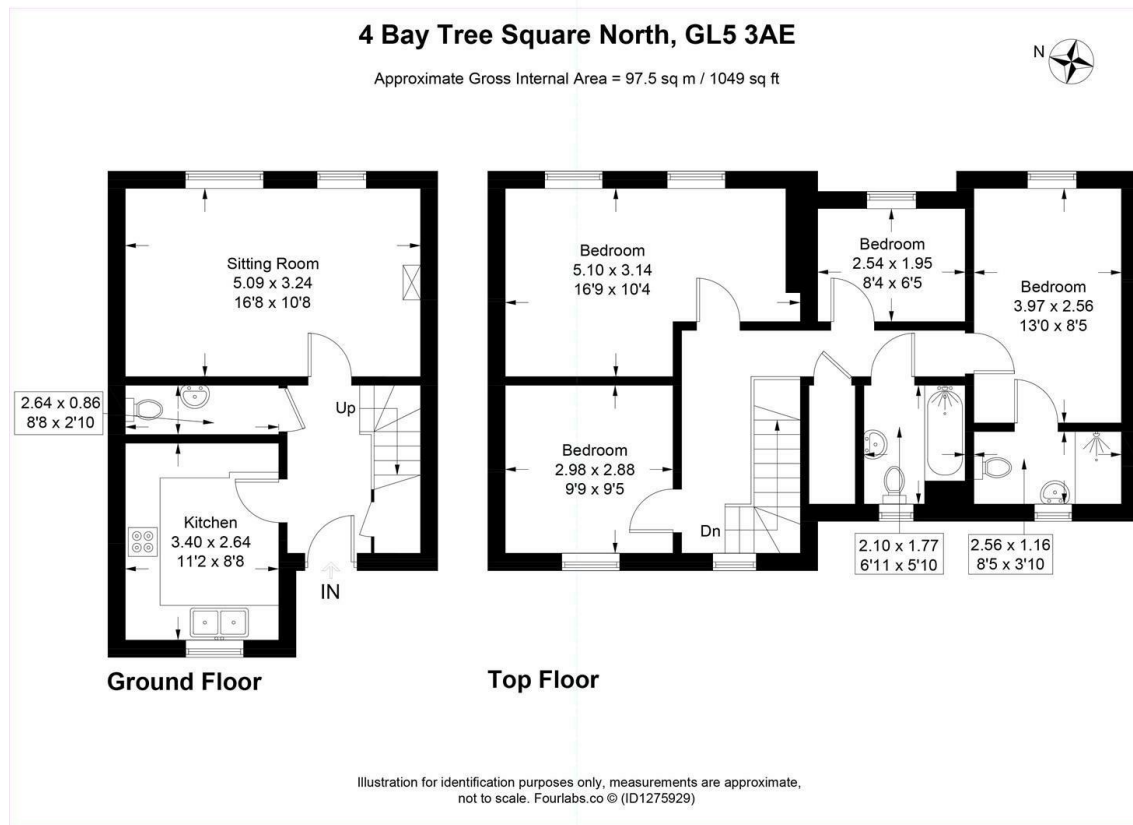 4 Bay Tree Square North, GL5 3AE
Approximate Gross Internal Area = 97.5 sq m / 1049 sq ft
N
Sitting Room
5.09 x 3.24
16'8 x 10'8
2.64 x 0.86
8'8 x 2'10
Up
Kitchen
3.40 x 2.64
11'2 x 8'8
IN
Ground Floor
Bedroom
5.10 x 3.14
16'9 x 10'4
Bedroom
2.54 x 1.95
8'4 x 6'5
Bedroom
3.97 x 2.56
13'0 x 8'5
Bedroom
2.98 x 2.88
9'9 x 9'5
Dn
2.10 x 1.77
6'11 x 5'10
2.56 x 1.16
8'5 x 3'10
Top Floor
Illustration for identification purposes only, measurements are approximate,
not to scale. Fourlabs.co © (ID1275929)